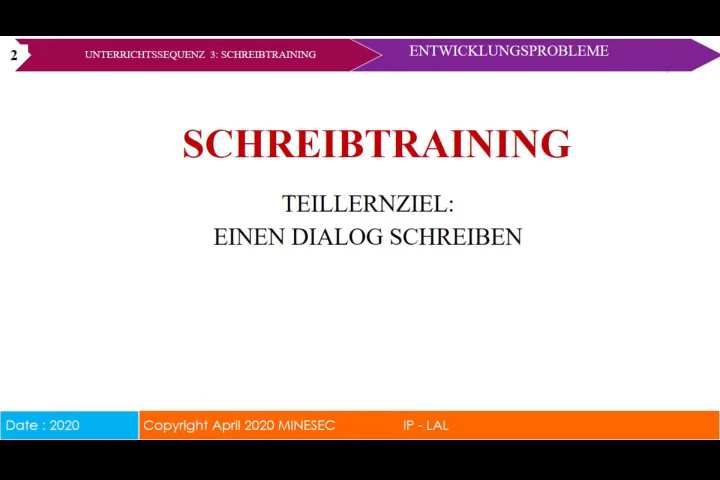 2
UNTERRICHTSSEQUENZ 3: SCHREIBTRAINING
ENTWICKLUNGSPROBLEME
SCHREIBTRAINING
TEILLERNZIEL:
EINEN DIALOG SCHREIBEN
Date : 2020
Copyright April 2020 MINESEC
IP - LAL